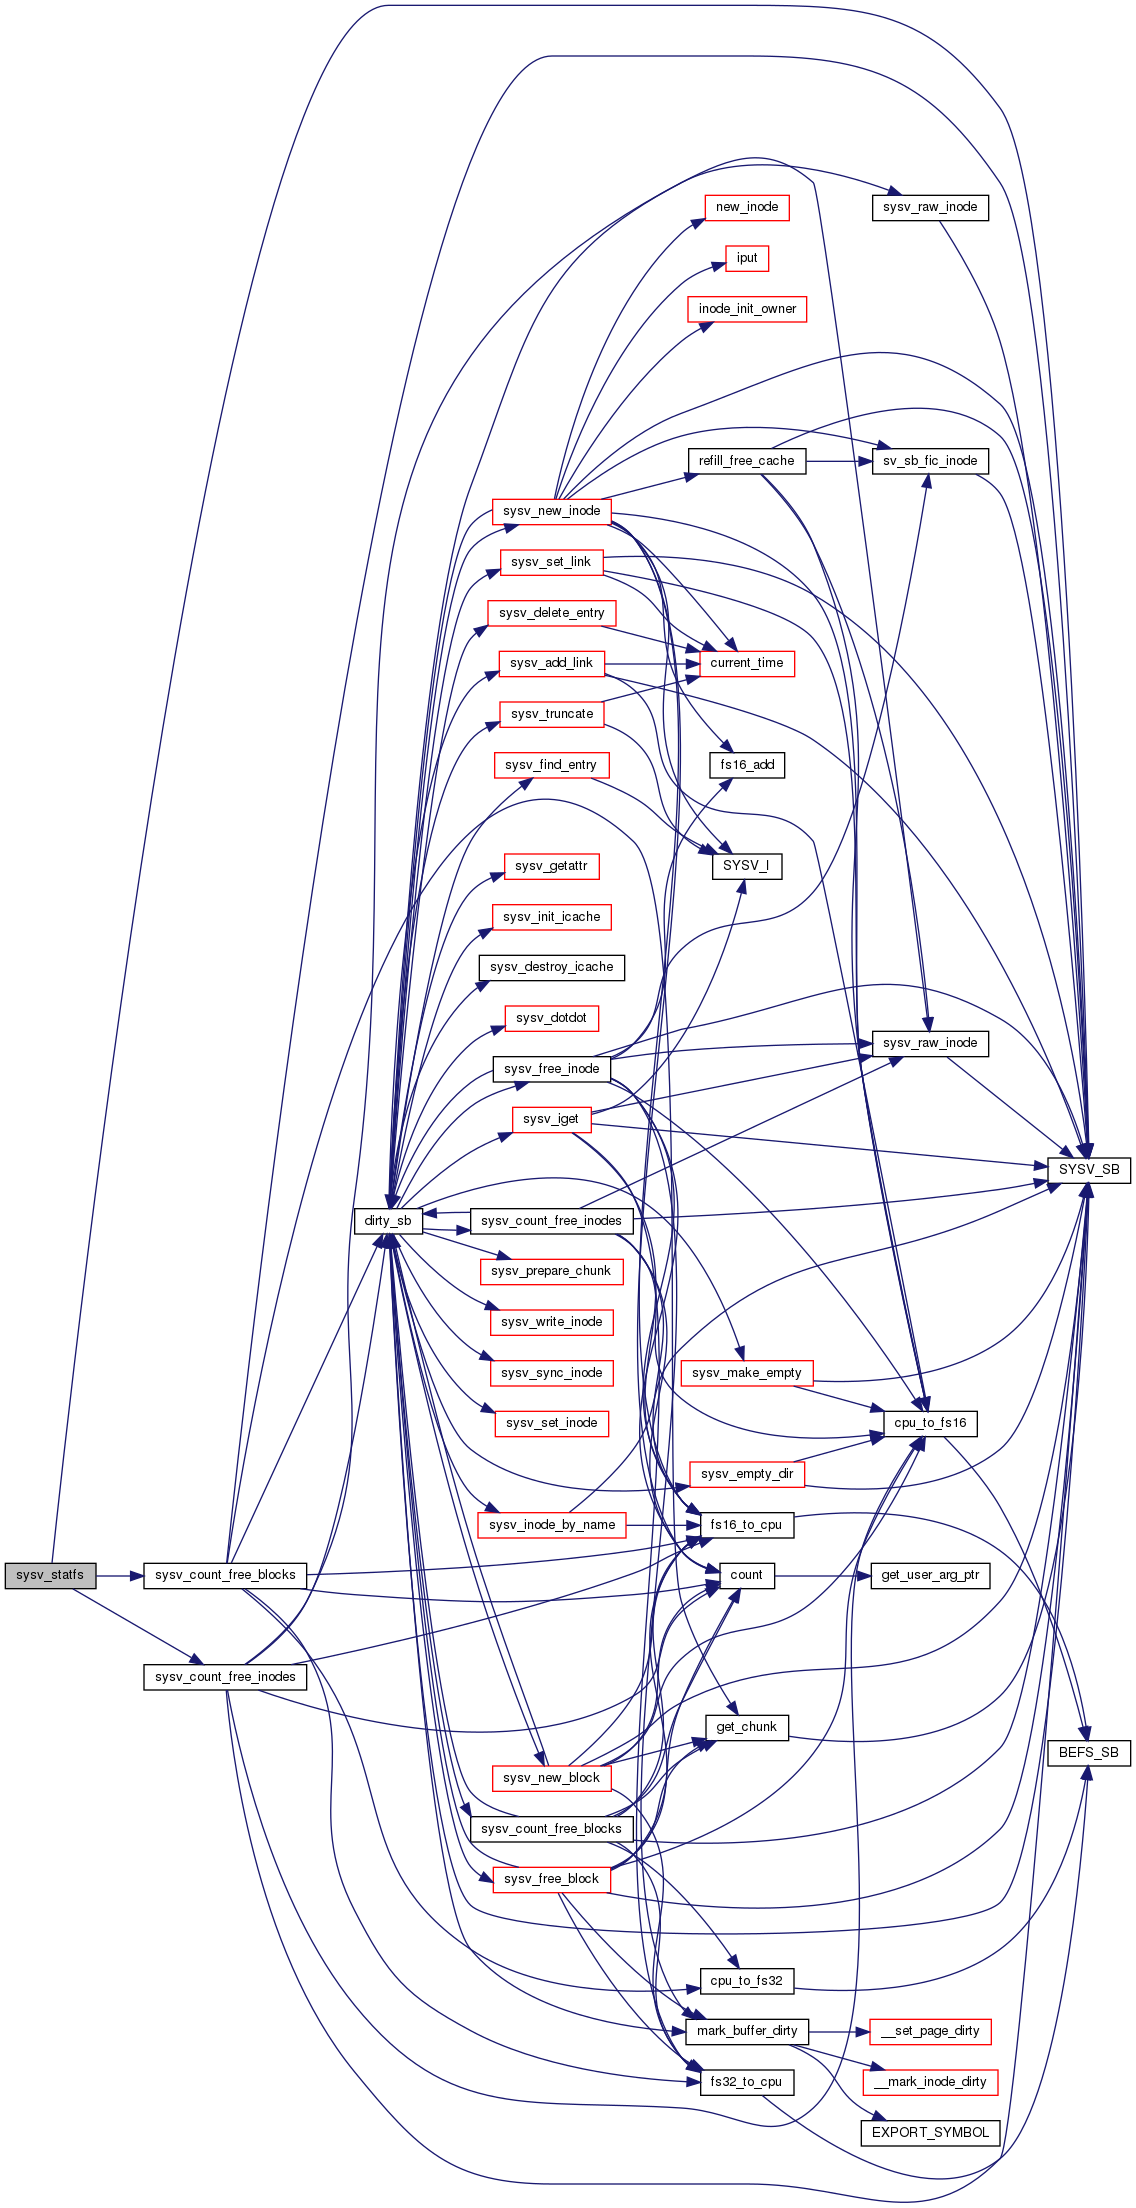 sysv_statfs
sysv_count_free_blocks
sysv_count_free_inodes
dirty_sb
sysv_new_inode
sysv_set_link
sysv_delete_entry
sysv_add_link
sysv_truncate
sysv_find_entry
sysv_getattr
sysv_init_icache
sysv_destroy_icache
sysv_dotdot
sysv_free_inode
sysv_iget
sysv_count_free_inodes
sysv_prepare_chunk
sysv_write_inode
sysv_sync_inode
sysv_set_inode
sysv_inode_by_name
sysv_new_block
sysv_count_free_blocks
sysv_free_block
new_inode
iput
inode_init_owner
refill_free_cache
current_time
fs16_add
SYSV_I
sysv_make_empty
sysv_empty_dir
fs16_to_cpu
count
get_chunk
cpu_to_fs32
mark_buffer_dirty
fs32_to_cpu
sysv_raw_inode
sv_sb_fic_inode
sysv_raw_inode
cpu_to_fs16
get_user_arg_ptr
__set_page_dirty
__mark_inode_dirty
EXPORT_SYMBOL
SYSV_SB
BEFS_SB